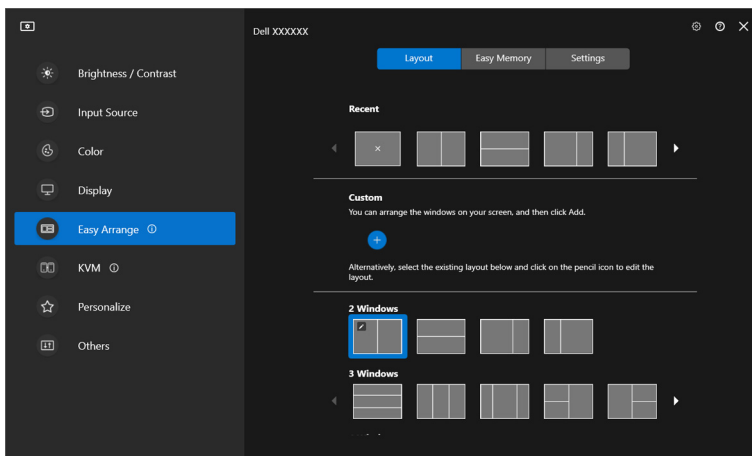 Dell XXXXXX
Layout
Easy Memory
Settings
Brightness / Contrast
Input Source
Color
Display
Easy Arrange
KVM
Personalize
Others
Recent
Custom
You can arrange the windows on your screen, and then click Add.
Alternatively, select the existing layout below and click on the pencil icon to edit the
layout.
2 Windows
3 Windows